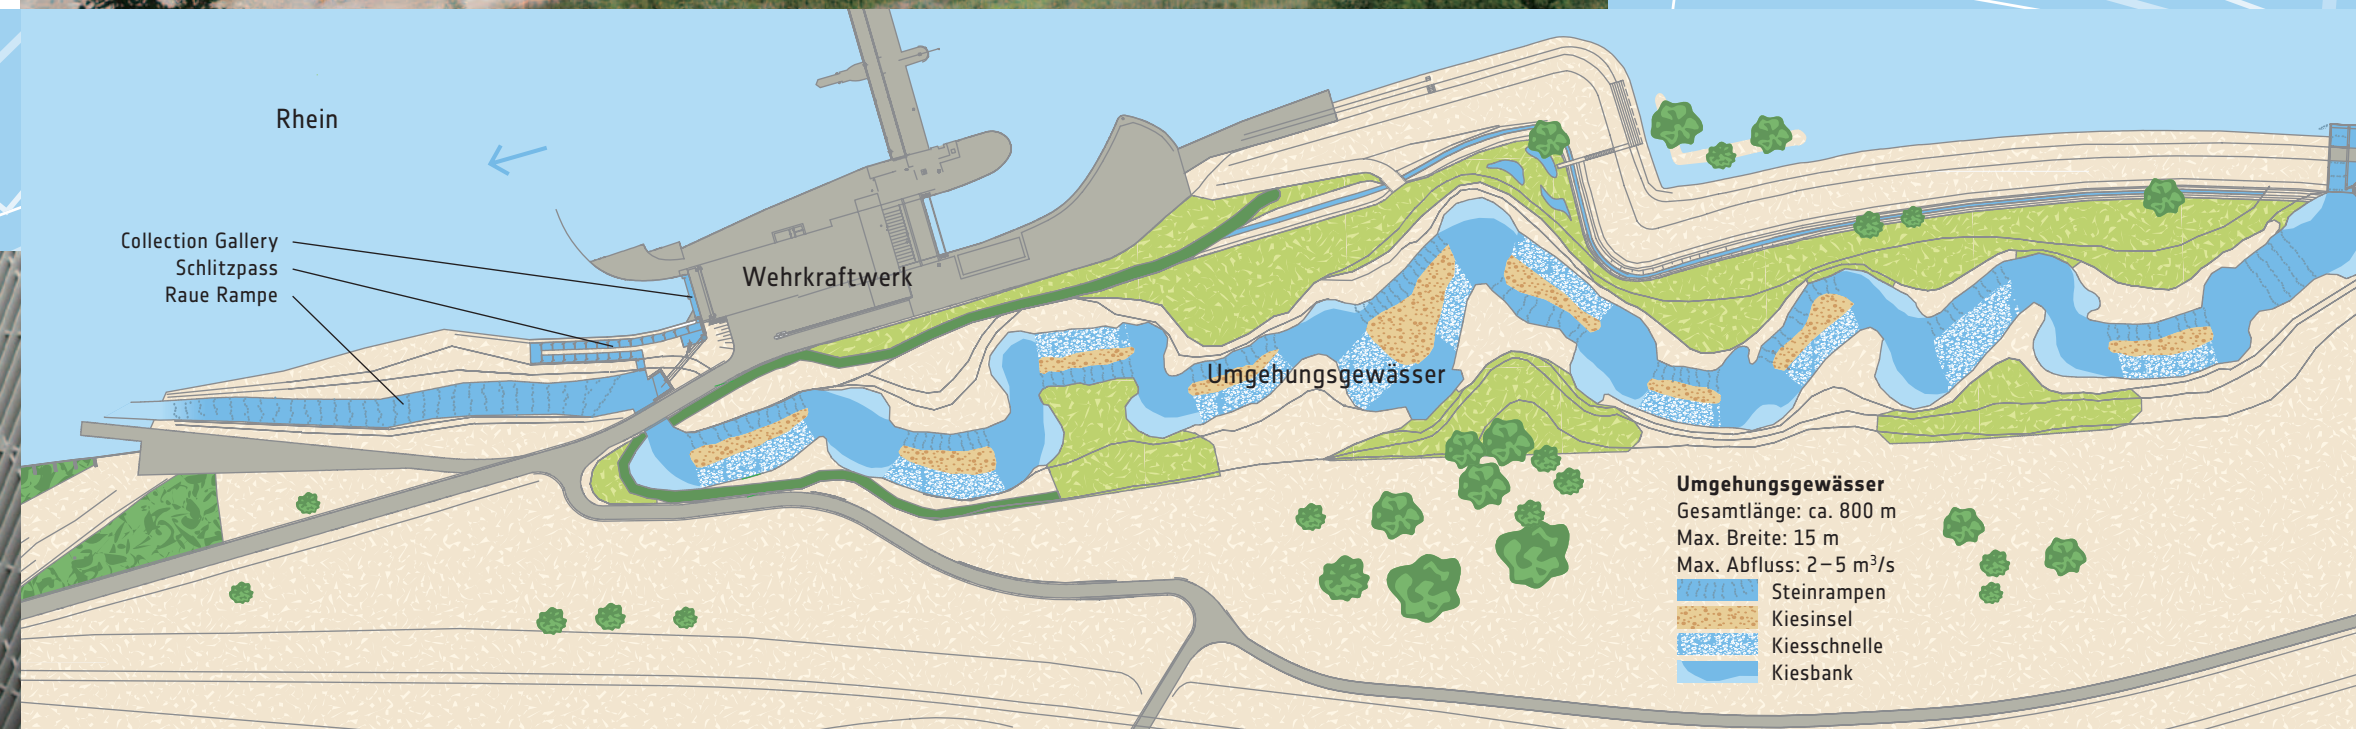 Rhein
Collection Gallery
Schlitzpass
Raue Rampe
Wehrkraftwerk
Umgehungsgewässer
Umgehungsgewässer
Gesamtlänge: ca. 800 m
Max. Breite: 15 m
Max. Abfluss: 2–5 m³/s
Steinrampen
Kiesinsel
Kiesschnelle
Kiesbank